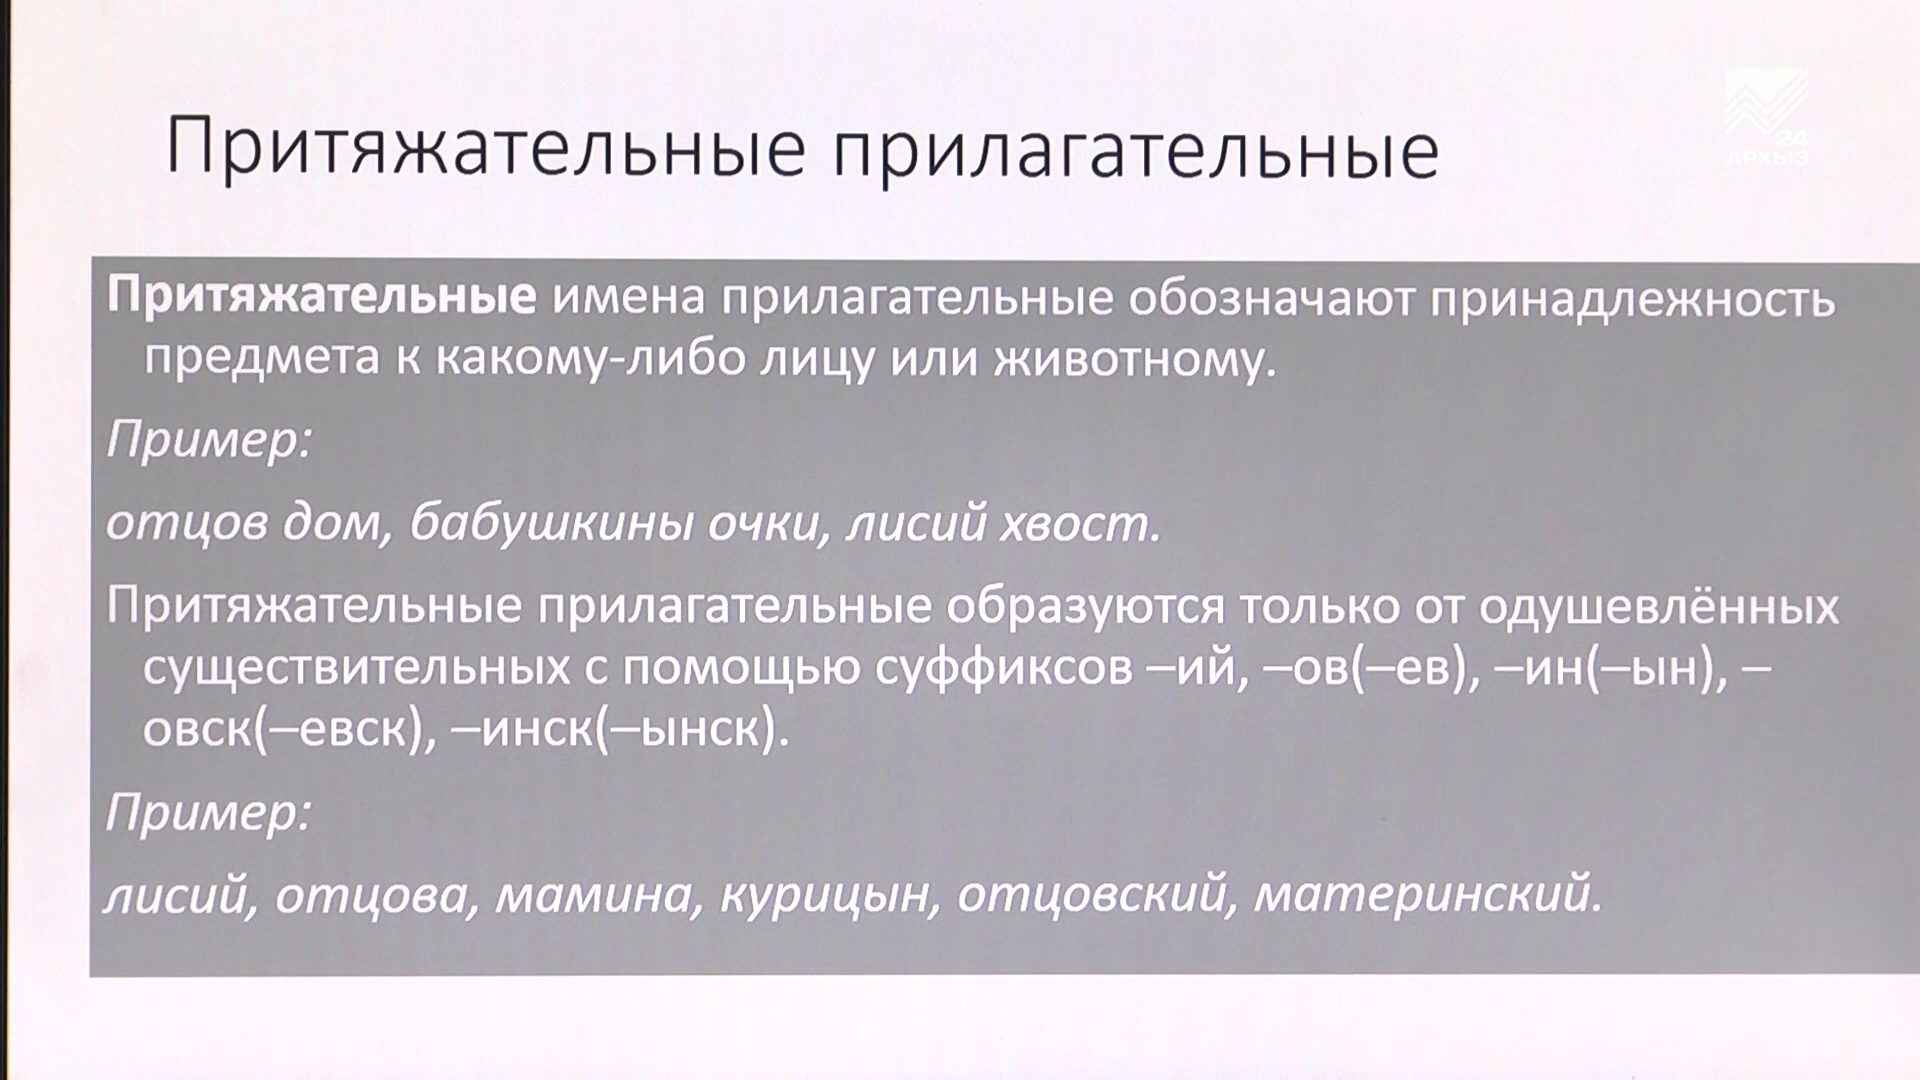 Притяжательные прилагательные
24
АРХЫЗ
Притяжательные имена прилагательные обозначают принадлежность
предмета к какому-либо лицу или животному.
Пример:
отцов дом, бабушкины очки, лисий хвост.
Притяжательные прилагательные образуются только от одушевлённых
существительных с помощью суффиксов –ий, –ов(–ев), –ин(–ын), –
овск(–евск), –инск(–ынск).
Пример:
лисий, отцова, мамина, курицын, отцовский, материнский.